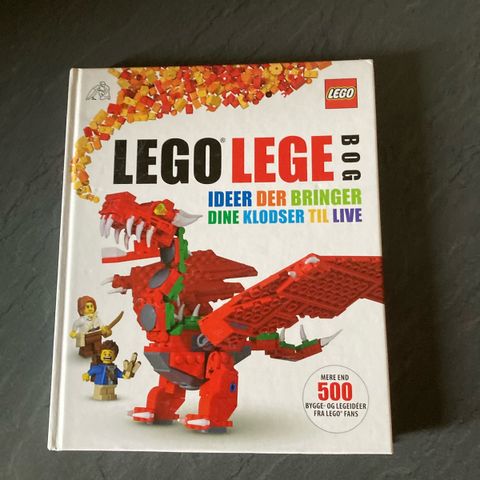 LEGO
LEGO® LEGE BOG
IDEER DER BRINGER
DINE KLODSER TIL LIVE
MERE END
500
BYGGE- OG LEGEIDÉER
FRA LEGO® FANS